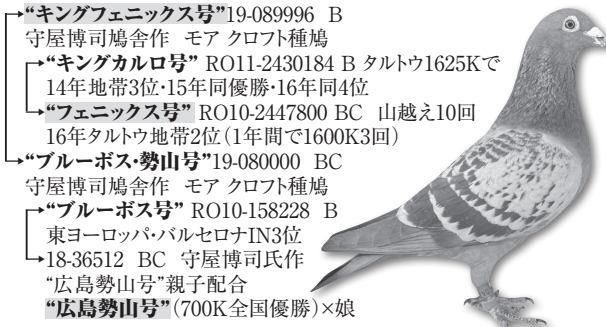 “キングフェニックス号”19-089996 B
守屋博司鳩舎作 モア クロフト種鳩
“キングカルロ号” RO11-2430184 B タルトウ1625Kで
14年地帯3位・15年同優勝・16年同4位
“フェニックス号” RO10-2447800 BC 山越え10回
16年タルトウ地帯2位(1年間で1600K3回)
“ブルーボス・勢山号”19-080000 BC
守屋博司鳩舎作 モア クロフト種鳩
“ブルーボス号” RO10-158228 B
東ヨーロッパ・バルセロナIN3位
18-36512 BC 守屋博司氏作
“広島勢山号”親子配合
“広島勢山号”(700K全国優勝)×娘